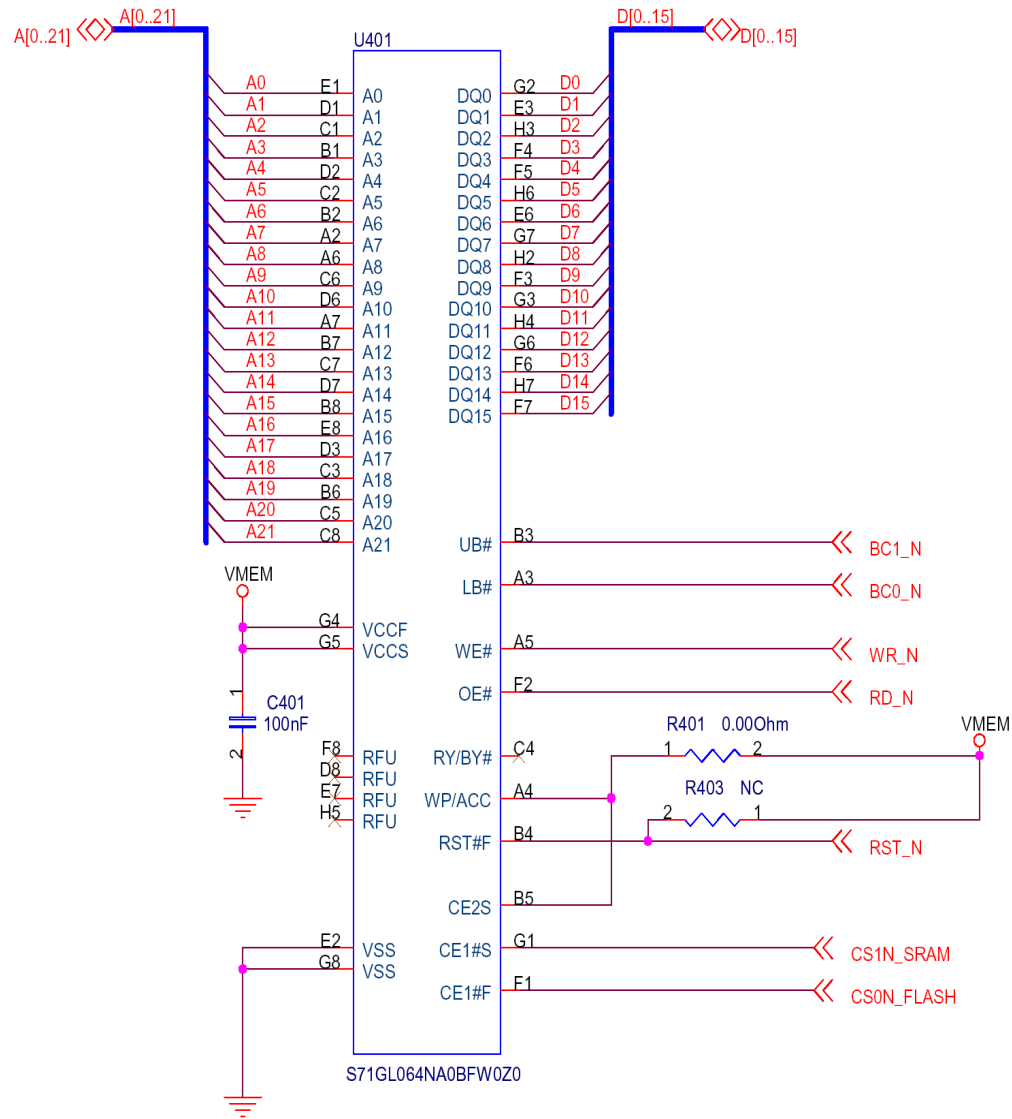 A[0..21] A[0..21] D[0..15] D[0..15]
U401
A0 E1 A0 DQ0 G2 D0
A1 D1 A1 DQ1 E3 D1
A2 C1 A2 DQ2 H3 D2
A3 B1 A3 DQ3 F4 D3
A4 D2 A4 DQ4 F5 D4
A5 C2 A5 DQ5 H6 D5
A6 B2 A6 DQ6 E6 D6
A7 A2 A7 DQ7 G7 D7
A8 A6 A8 DQ8 H2 D8
A9 C6 A9 DQ9 F3 D9
A10 D6 A10 DQ10 G3 D10
A11 A7 A11 DQ11 H4 D11
A12 B7 A12 DQ12 G6 D12
A13 C7 A13 DQ13 F6 D13
A14 D7 A14 DQ14 H7 D14
A15 B8 A15 DQ15 F7 D15
A16 E8 A16
A17 D3 A17
A18 C3 A18
A19 B6 A19
A20 C5 A20
A21 C8 A21 UB# B3 BC1_N
VMEM LB# A3 BC0_N
G4 VCCF
G5 VCCS WE# A5 WR_N
1 OE# F2 RD_N
C401
100nF R401 0.00Ohm VMEM
2 F8 RFU RY/BY# C4 1 2
D8 RFU R403 NC
E7 RFU WP/ACC A4
H5 RFU 2 1
RST#F B4 RST_N
CE2S B5
E2 VSS CE1#S G1 CS1N_SRAM
G8 VSS
CE1#F F1 CS0N_FLASH
S71GL064NA0BFW0Z0